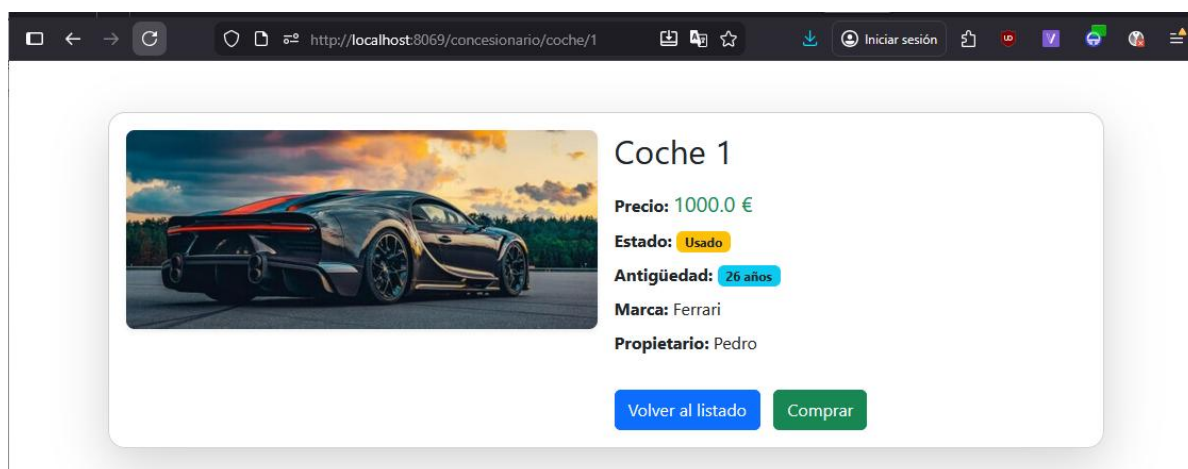 http://localhost:8069/concesionario/coche/1
Iniciar sesión
Coche 1
Precio: 1000.0 €
Estado: Usado
Antigüedad: 26 años
Marca: Ferrari
Propietario: Pedro
Volver al listado Comprar